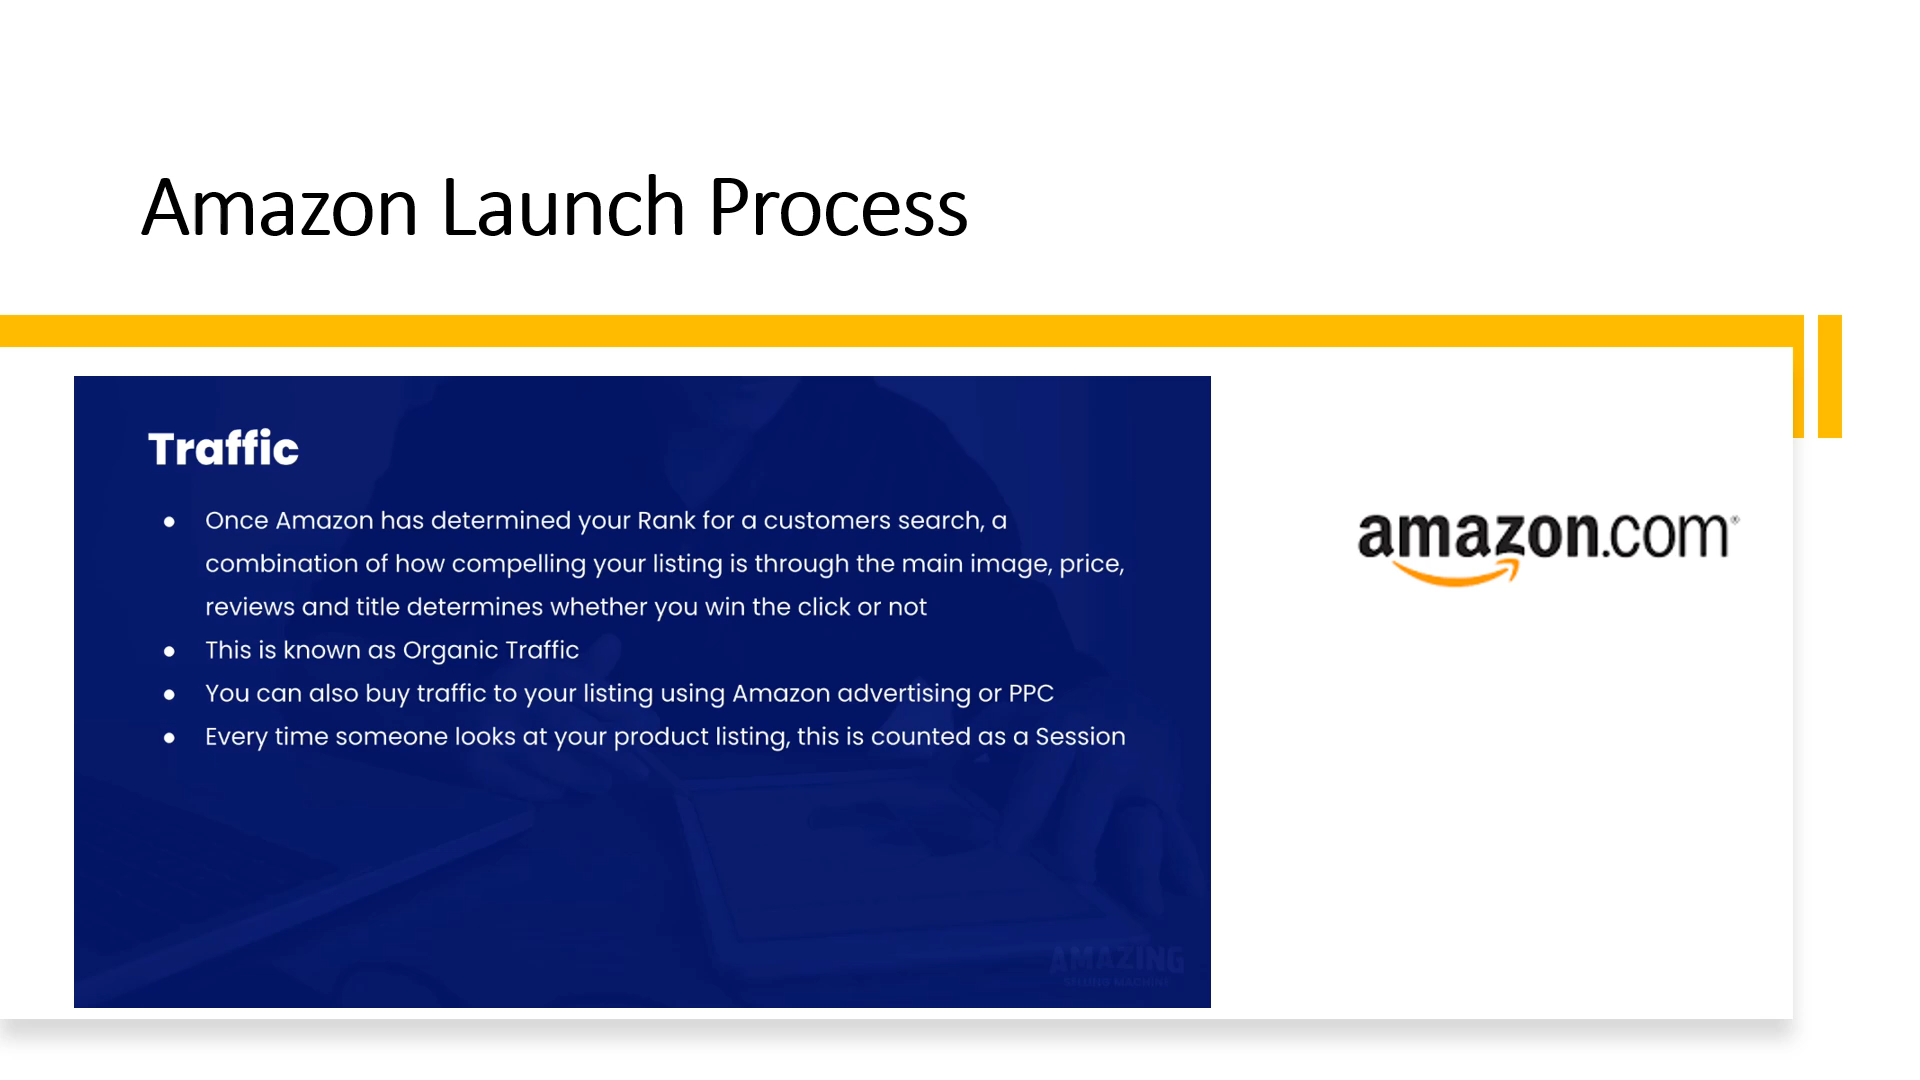 Amazon Launch Process
Traffic
● Once Amazon has determined your Rank for a customers search, a
combination of how compelling your listing is through the main image, price,
reviews and title determines whether you win the click or not
● This is known as Organic Traffic
● You can also buy traffic to your listing using Amazon advertising or PPC
● Every time someone looks at your product listing, this is counted as a Session
amazon.com®
AMAZING
SELLING MACHINE